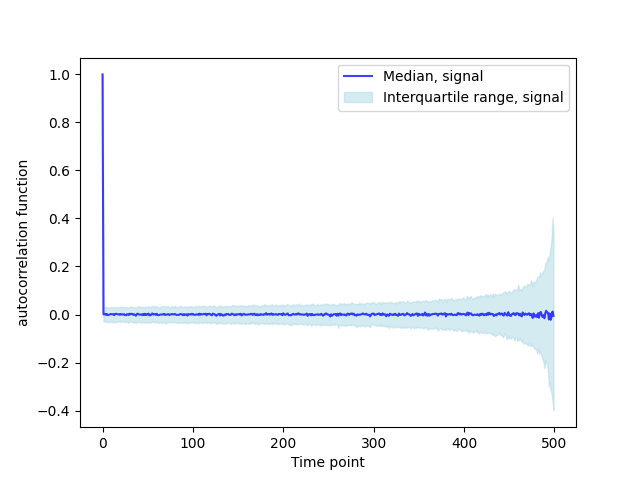 Median, signal
Interquartile range, signal
1.0
0.8
0.6
0.4
0.2
0.0
−0.2
−0.4
autocorrelation function
0 100 200 300 400 500
Time point